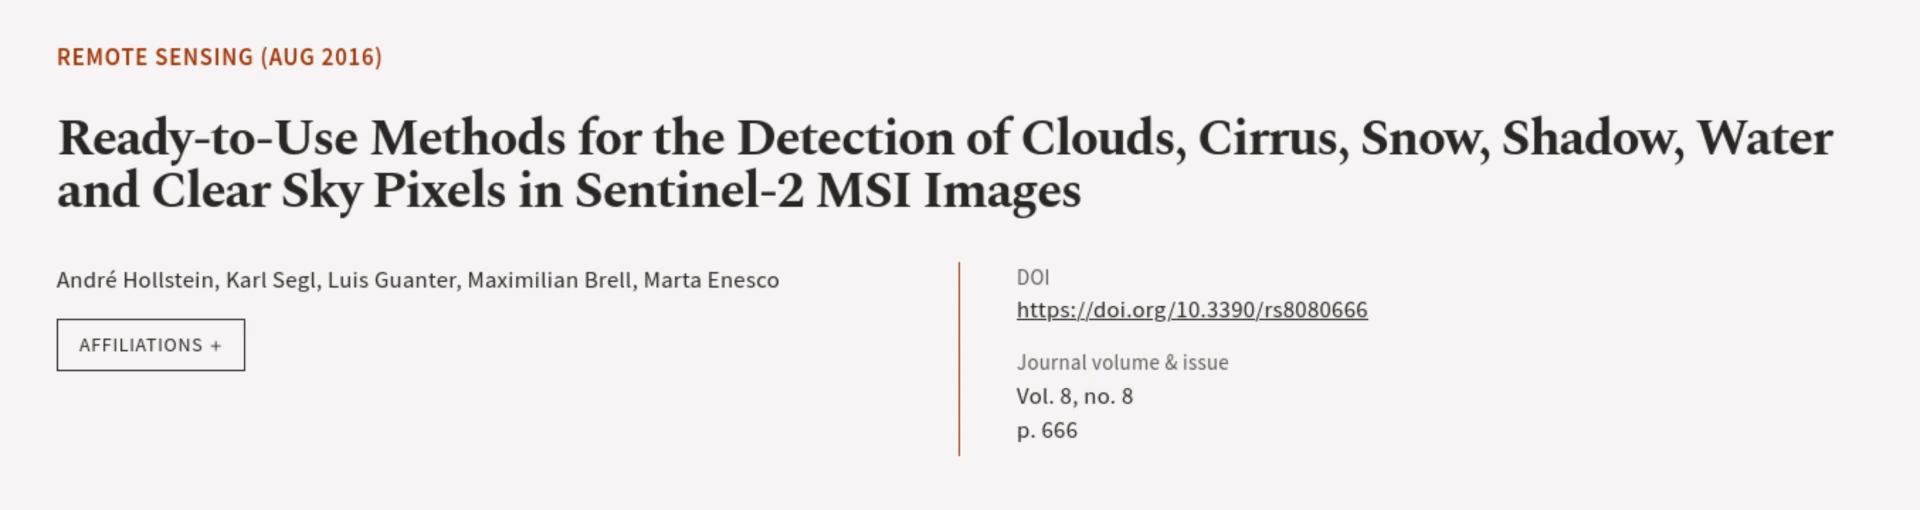 REMOTE SENSING (AUG 2016)
Ready-to-Use Methods for the Detection of Clouds, Cirrus, Snow, Shadow, Water
and Clear Sky Pixels in Sentinel-2 MSI Images
André Hollstein, Karl Segl, Luis Guanter, Maximilian Brell, Marta Enesco
AFFILIATIONS +
DOI
https://doi.org/10.3390/rs8080666
Journal volume & issue
Vol. 8, no. 8
p. 666